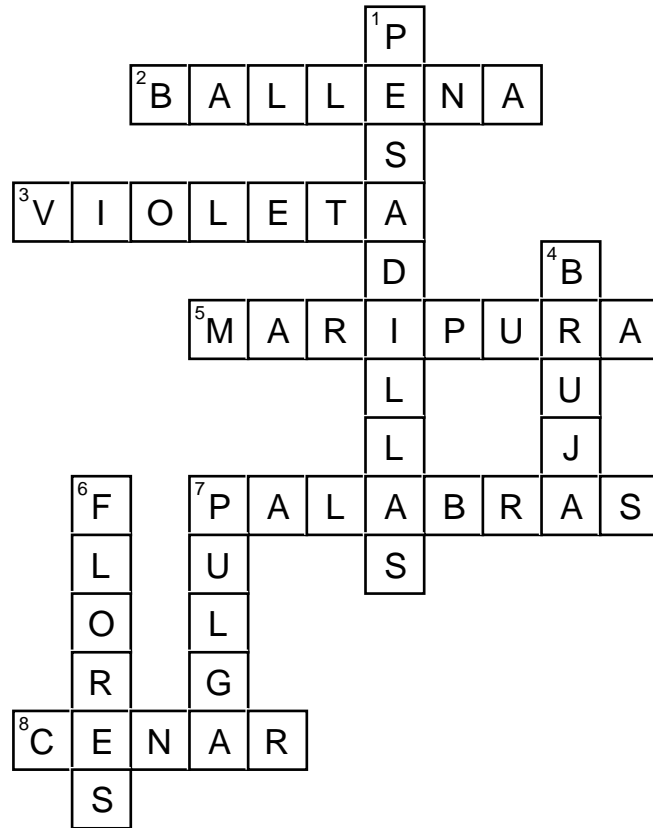 1 P
2 B A L L E N A
S
3 V I O L E T A
D 4 B
5 M A R I P U R A
L U
L J
6 F 7 P A L A B R A S
L U S
O L
R G
8 C E N A R
S